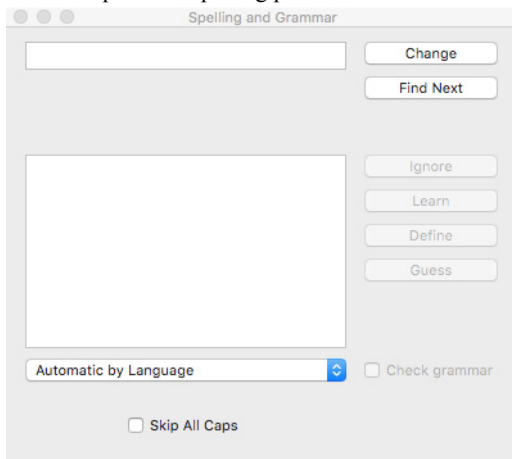 Spelling and Grammar
Change
Find Next
Ignore
Learn
Define
Guess
Automatic by Language
Check grammar
Skip All Caps